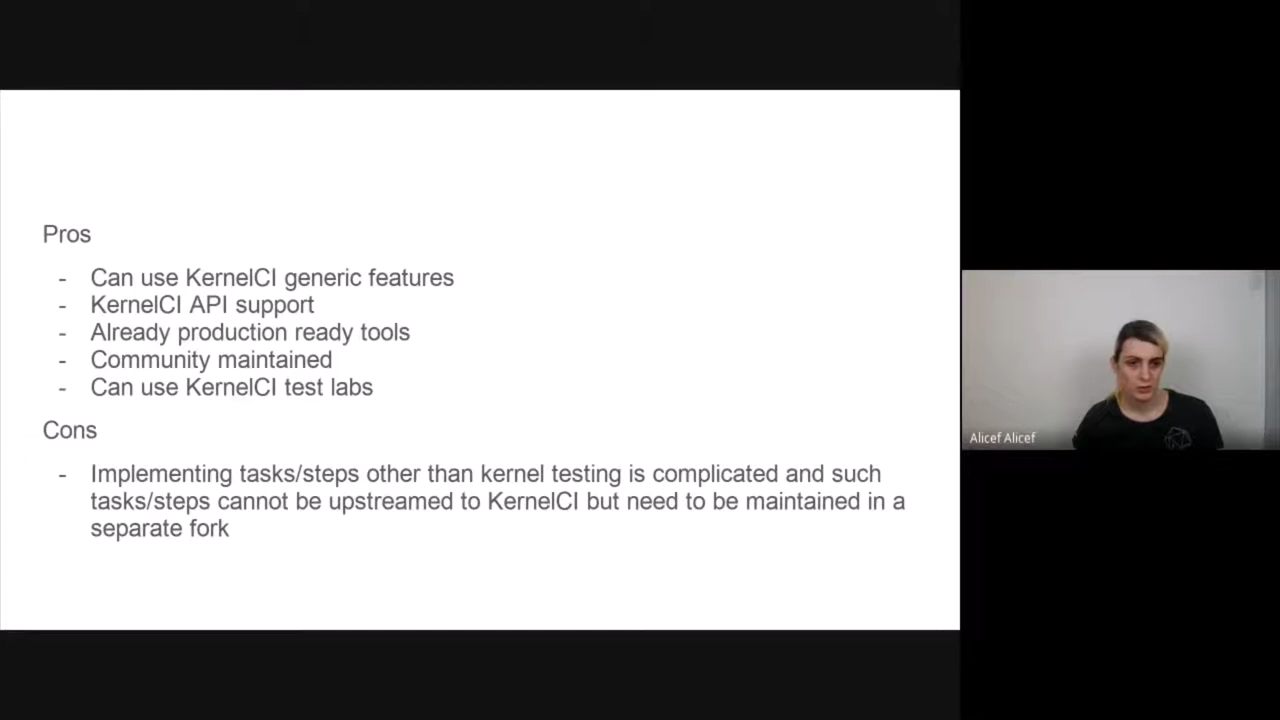 Pros
- Can use KernelCI generic features
- KernelCI API support
- Already production ready tools
- Community maintained
- Can use KernelCI test labs
Cons
- Implementing tasks/steps other than kernel testing is complicated and such
tasks/steps cannot be upstreamed to KernelCI but need to be maintained in a
separate fork
Alicef Alicef